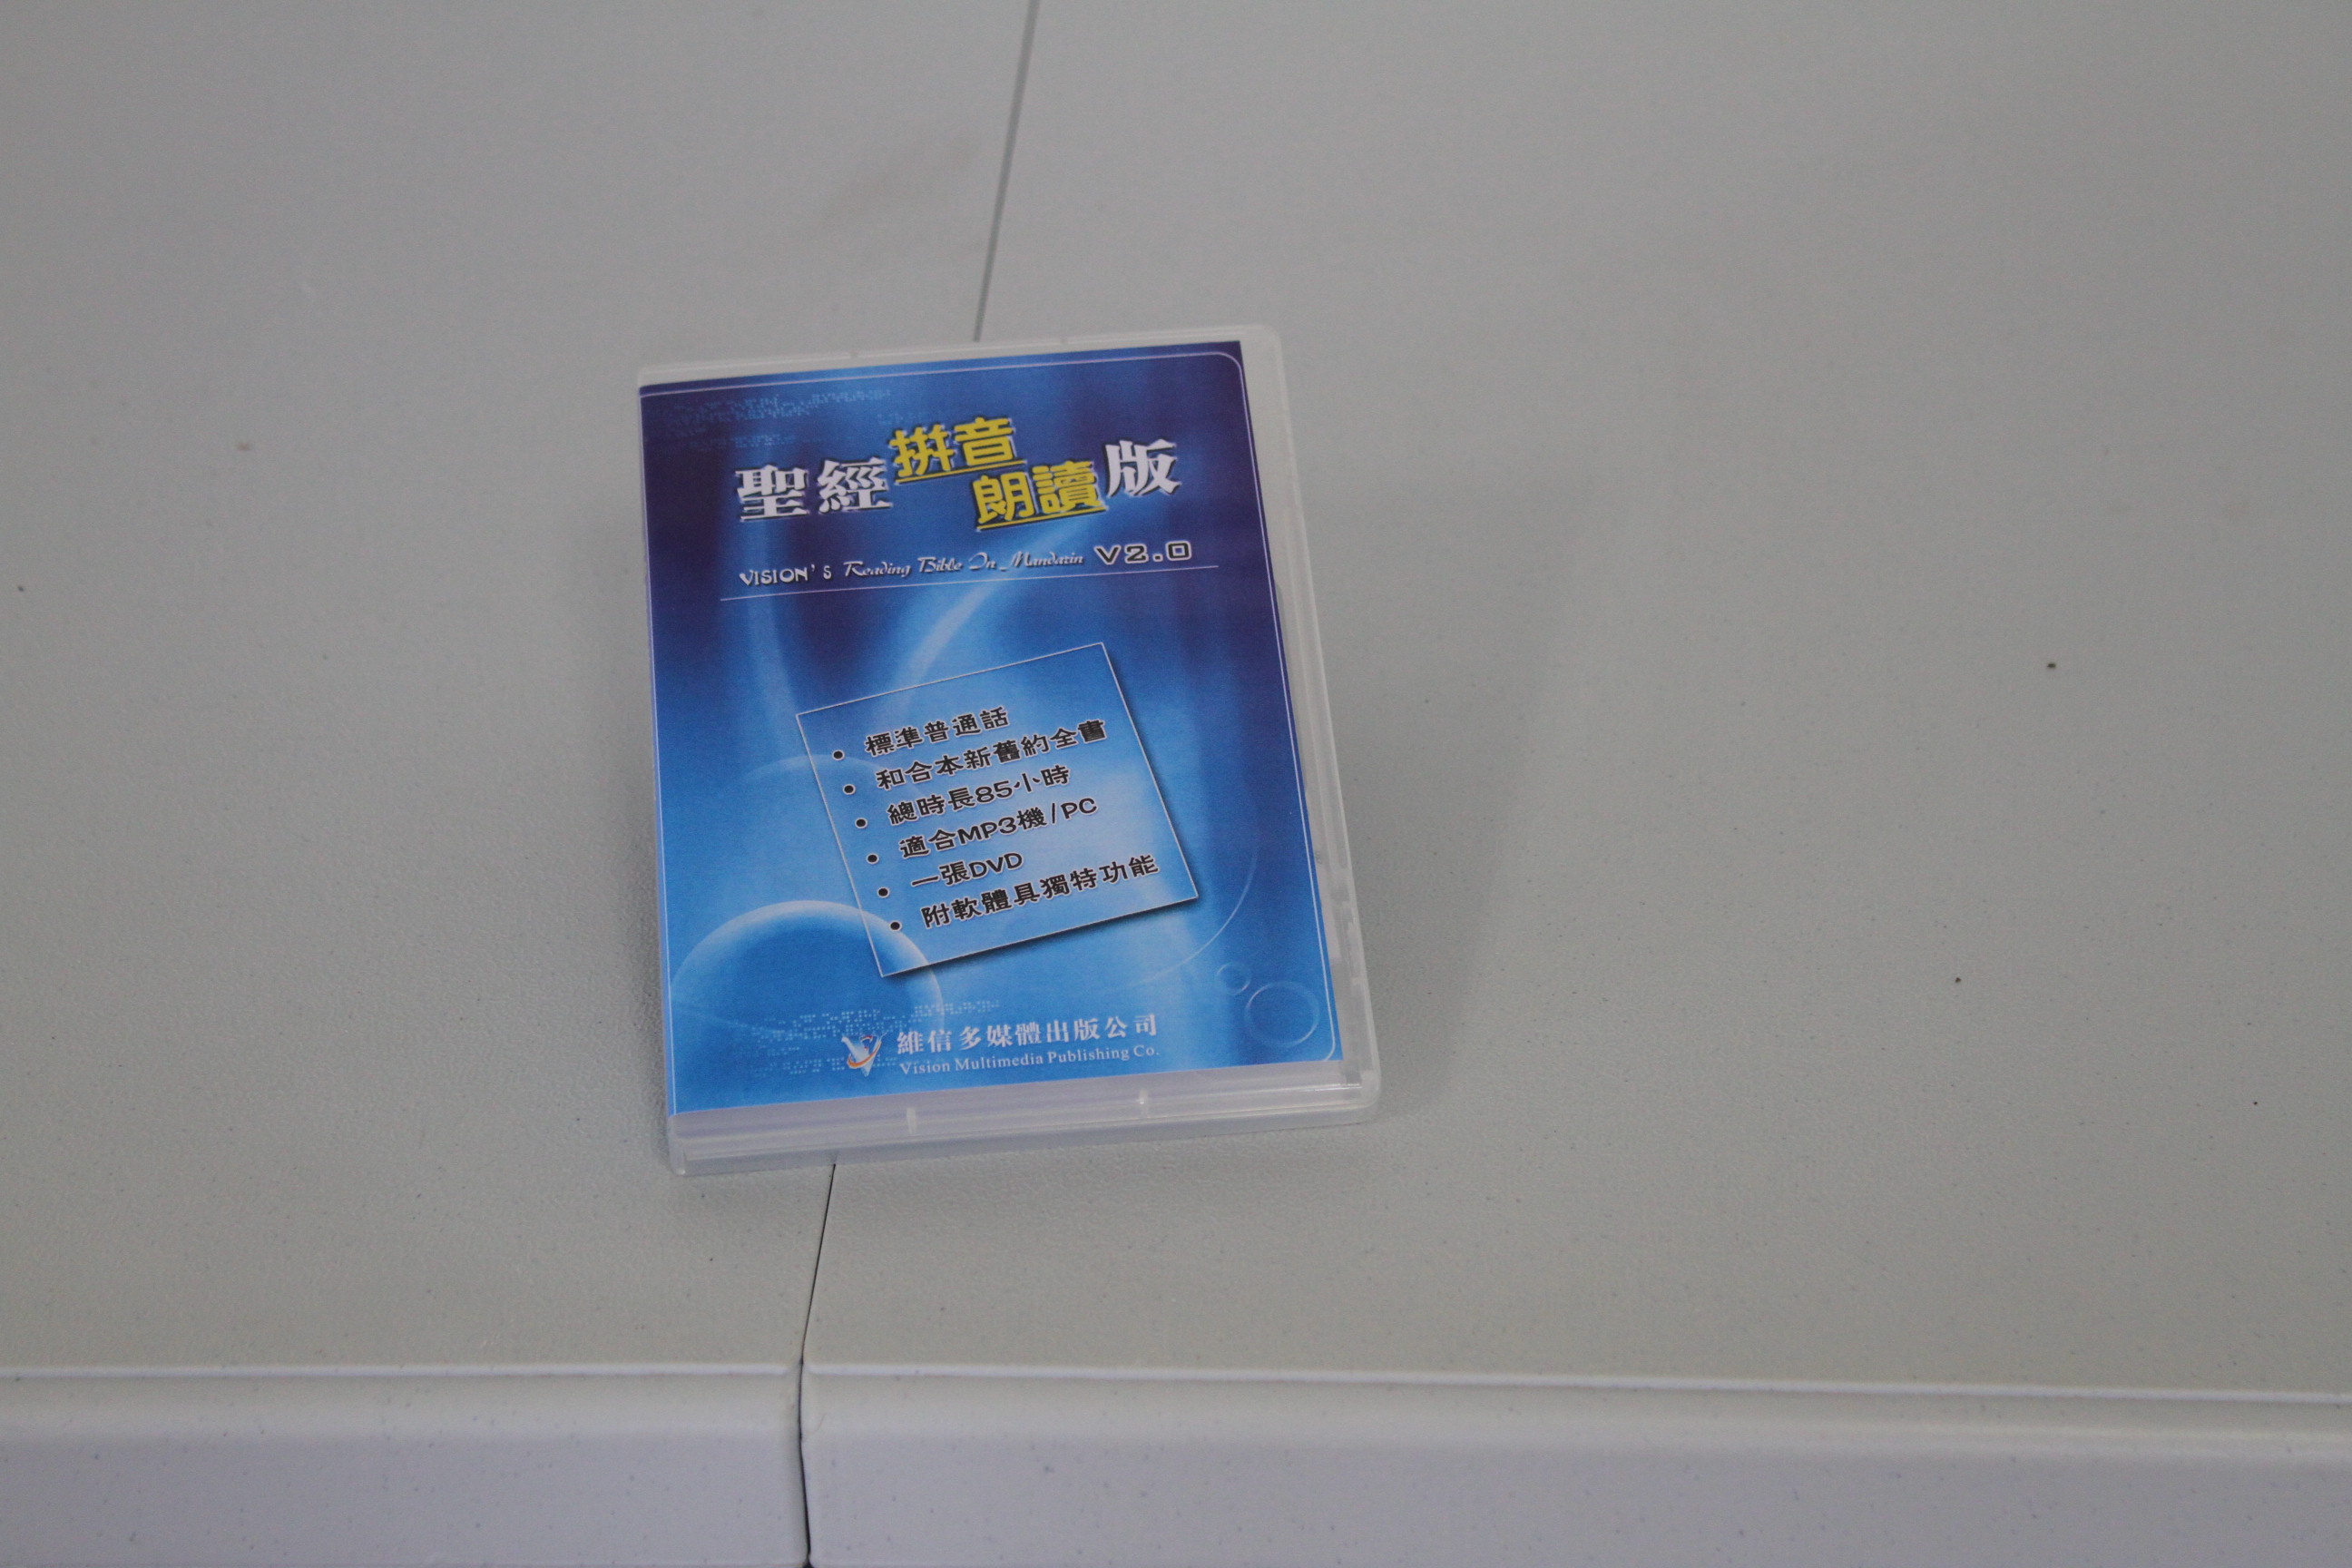 聖經拼音朗讀版
VISION'S Reading Bible In Mandarin V2.0
• 標準普通話
• 和合本新舊約全書
• 總時長85小時
• 適合MP3機/PC
• 一張DVD
• 附軟體具獨特功能
維信多媒體出版公司
Vision Multimedia Publishing Co.